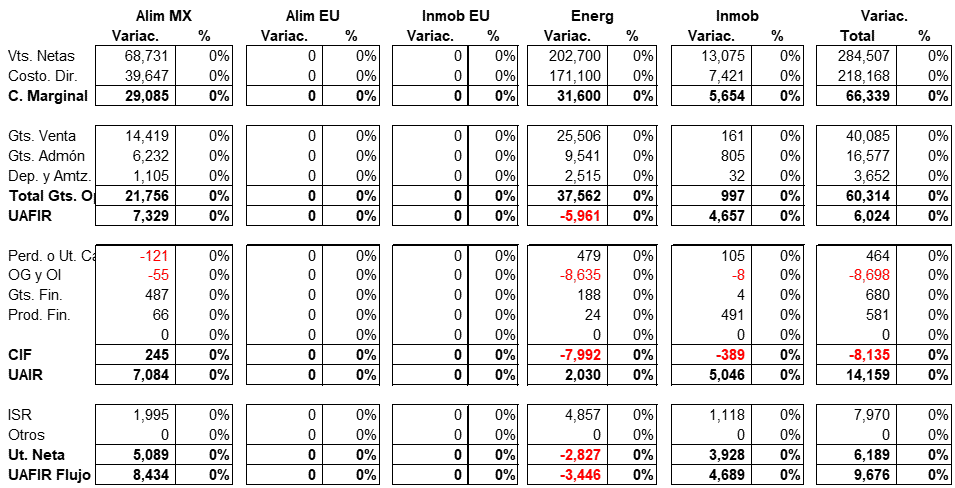 Alim MX Alim EU Inmob EU Energ Inmob Variac.
Variac. % Variac. % Variac. % Variac. % Variac. % Total %
Vts. Netas 68,731 0% 0 0% 0 0% 202,700 0% 13,075 0% 284,507 0%
Costo. Dir. 39,647 0% 0 0% 0 0% 171,100 0% 7,421 0% 218,168 0%
C. Marginal 29,085 0% 0 0% 0 0% 31,600 0% 5,654 0% 66,339 0%
Gts. Venta 14,419 0% 0 0% 0 0% 25,506 0% 161 0% 40,085 0%
Gts. Admón 6,232 0% 0 0% 0 0% 9,541 0% 805 0% 16,577 0%
Dep. y Amtz. 1,105 0% 0 0% 0 0% 2,515 0% 32 0% 3,652 0%
Total Gts. Op 21,756 0% 0 0% 0 0% 37,562 0% 997 0% 60,314 0%
UAFIR 7,329 0% 0 0% 0 0% -5,961 0% 4,657 0% 6,024 0%
Perd. o Ut. Ca -121 0% 0 0% 0 0% 479 0% 105 0% 464 0%
OG y OI -55 0% 0 0% 0 0% -8,635 0% -8 0% -8,698 0%
Gts. Fin. 487 0% 0 0% 0 0% 188 0% 4 0% 680 0%
Prod. Fin. 66 0% 0 0% 0 0% 24 0% 491 0% 581 0%
0 0% 0 0% 0 0% 0 0% 0 0% 0 0%
CIF 245 0% 0 0% 0 0% -7,992 0% -389 0% -8,135 0%
UAIR 7,084 0% 0 0% 0 0% 2,030 0% 5,046 0% 14,159 0%
ISR 1,995 0% 0 0% 0 0% 4,857 0% 1,118 0% 7,970 0%
Otros 0 0% 0 0% 0 0% 0 0% 0 0% 0 0%
Ut. Neta 5,089 0% 0 0% 0 0% -2,827 0% 3,928 0% 6,189 0%
UAFIR Flujo 8,434 0% 0 0% 0 0% -3,446 0% 4,689 0% 9,676 0%